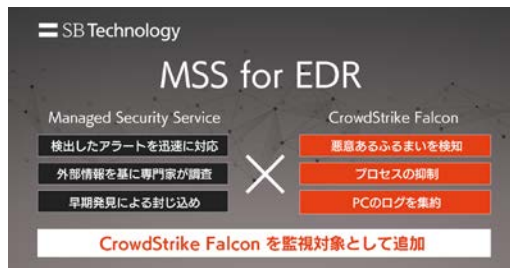 SB Technology
MSS for EDR
Managed Security Service
検出したアラートを迅速に対応
外部情報を基に専門家が調査
早期発見による封じ込め
CrowdStrike Falcon
悪意あるふるまいを検知
プロセスの抑制
PCのログを集約
CrowdStrike Falcon を監視対象として追加